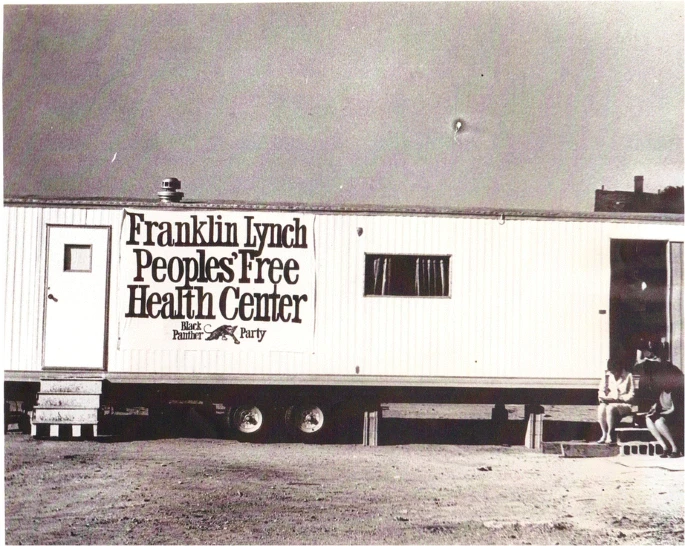 Franklin Lynch
Peoples' Free
Health Center
Black Panther Party